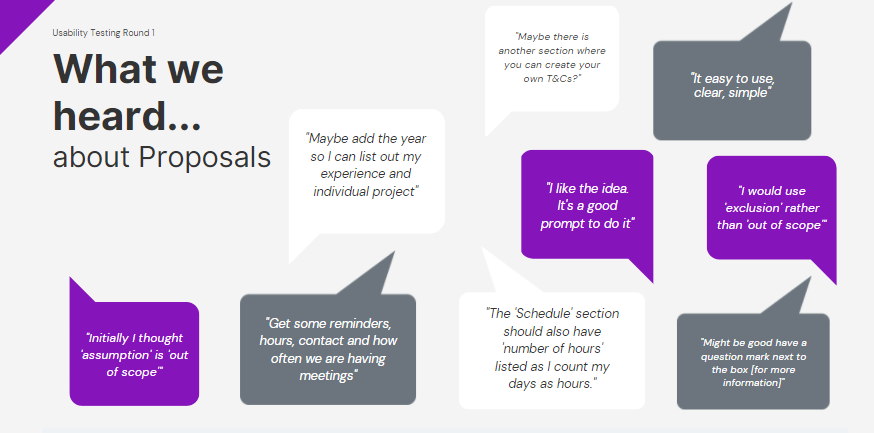 Usability Testing Round 1
What we
heard...
about Proposals
"Maybe there is
another section where
you can create your
own T&Cs?"
"It easy to use,
clear, simple"
"Maybe add the year
so I can list out my
experience and
individual project"
"I like the idea.
It's a good
prompt to do it"
"I would use
'exclusion' rather
than 'out of scope'"
"Initially I thought
'assumption' is 'out
of scope'"
"Get some reminders,
hours, contact and how
often we are having
meetings"
"The 'Schedule' section
should also have
'number of hours'
listed as I count my
days as hours."
"Might be good have a
question mark next to
the box [for more
information]"